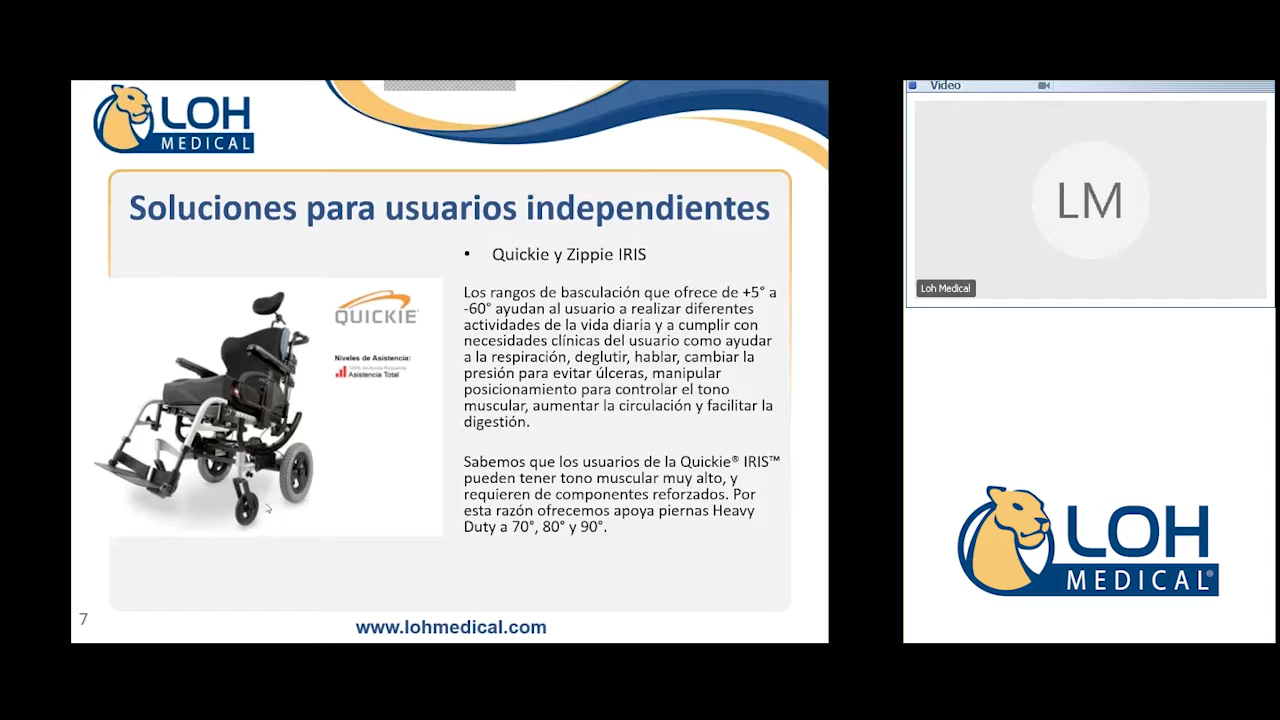 LOH
MEDICAL
Soluciones para usuarios independientes
• Quickie y Zippie IRIS
QUICKIE
Niveles de Asistencia:
Asistencia Total
Los rangos de basculación que ofrece de +5° a
-60° ayudan al usuario a realizar diferentes
actividades de la vida diaria y a cumplir con
necesidades clínicas del usuario como ayudar
a la respiración, deglutir, hablar, cambiar la
presión para evitar úlceras, manipular
posicionamiento para controlar el tono
muscular, aumentar la circulación y facilitar la
digestión.
Sabemos que los usuarios de la Quickie® IRIS™
pueden tener tono muscular muy alto, y
requieren de componentes reforzados. Por
esta razón ofrecemos apoya piernas Heavy
Duty a 70°, 80° y 90°.
7
www.lohmedical.com
Video
LM
Loh Medical
LOH
MEDICAL®